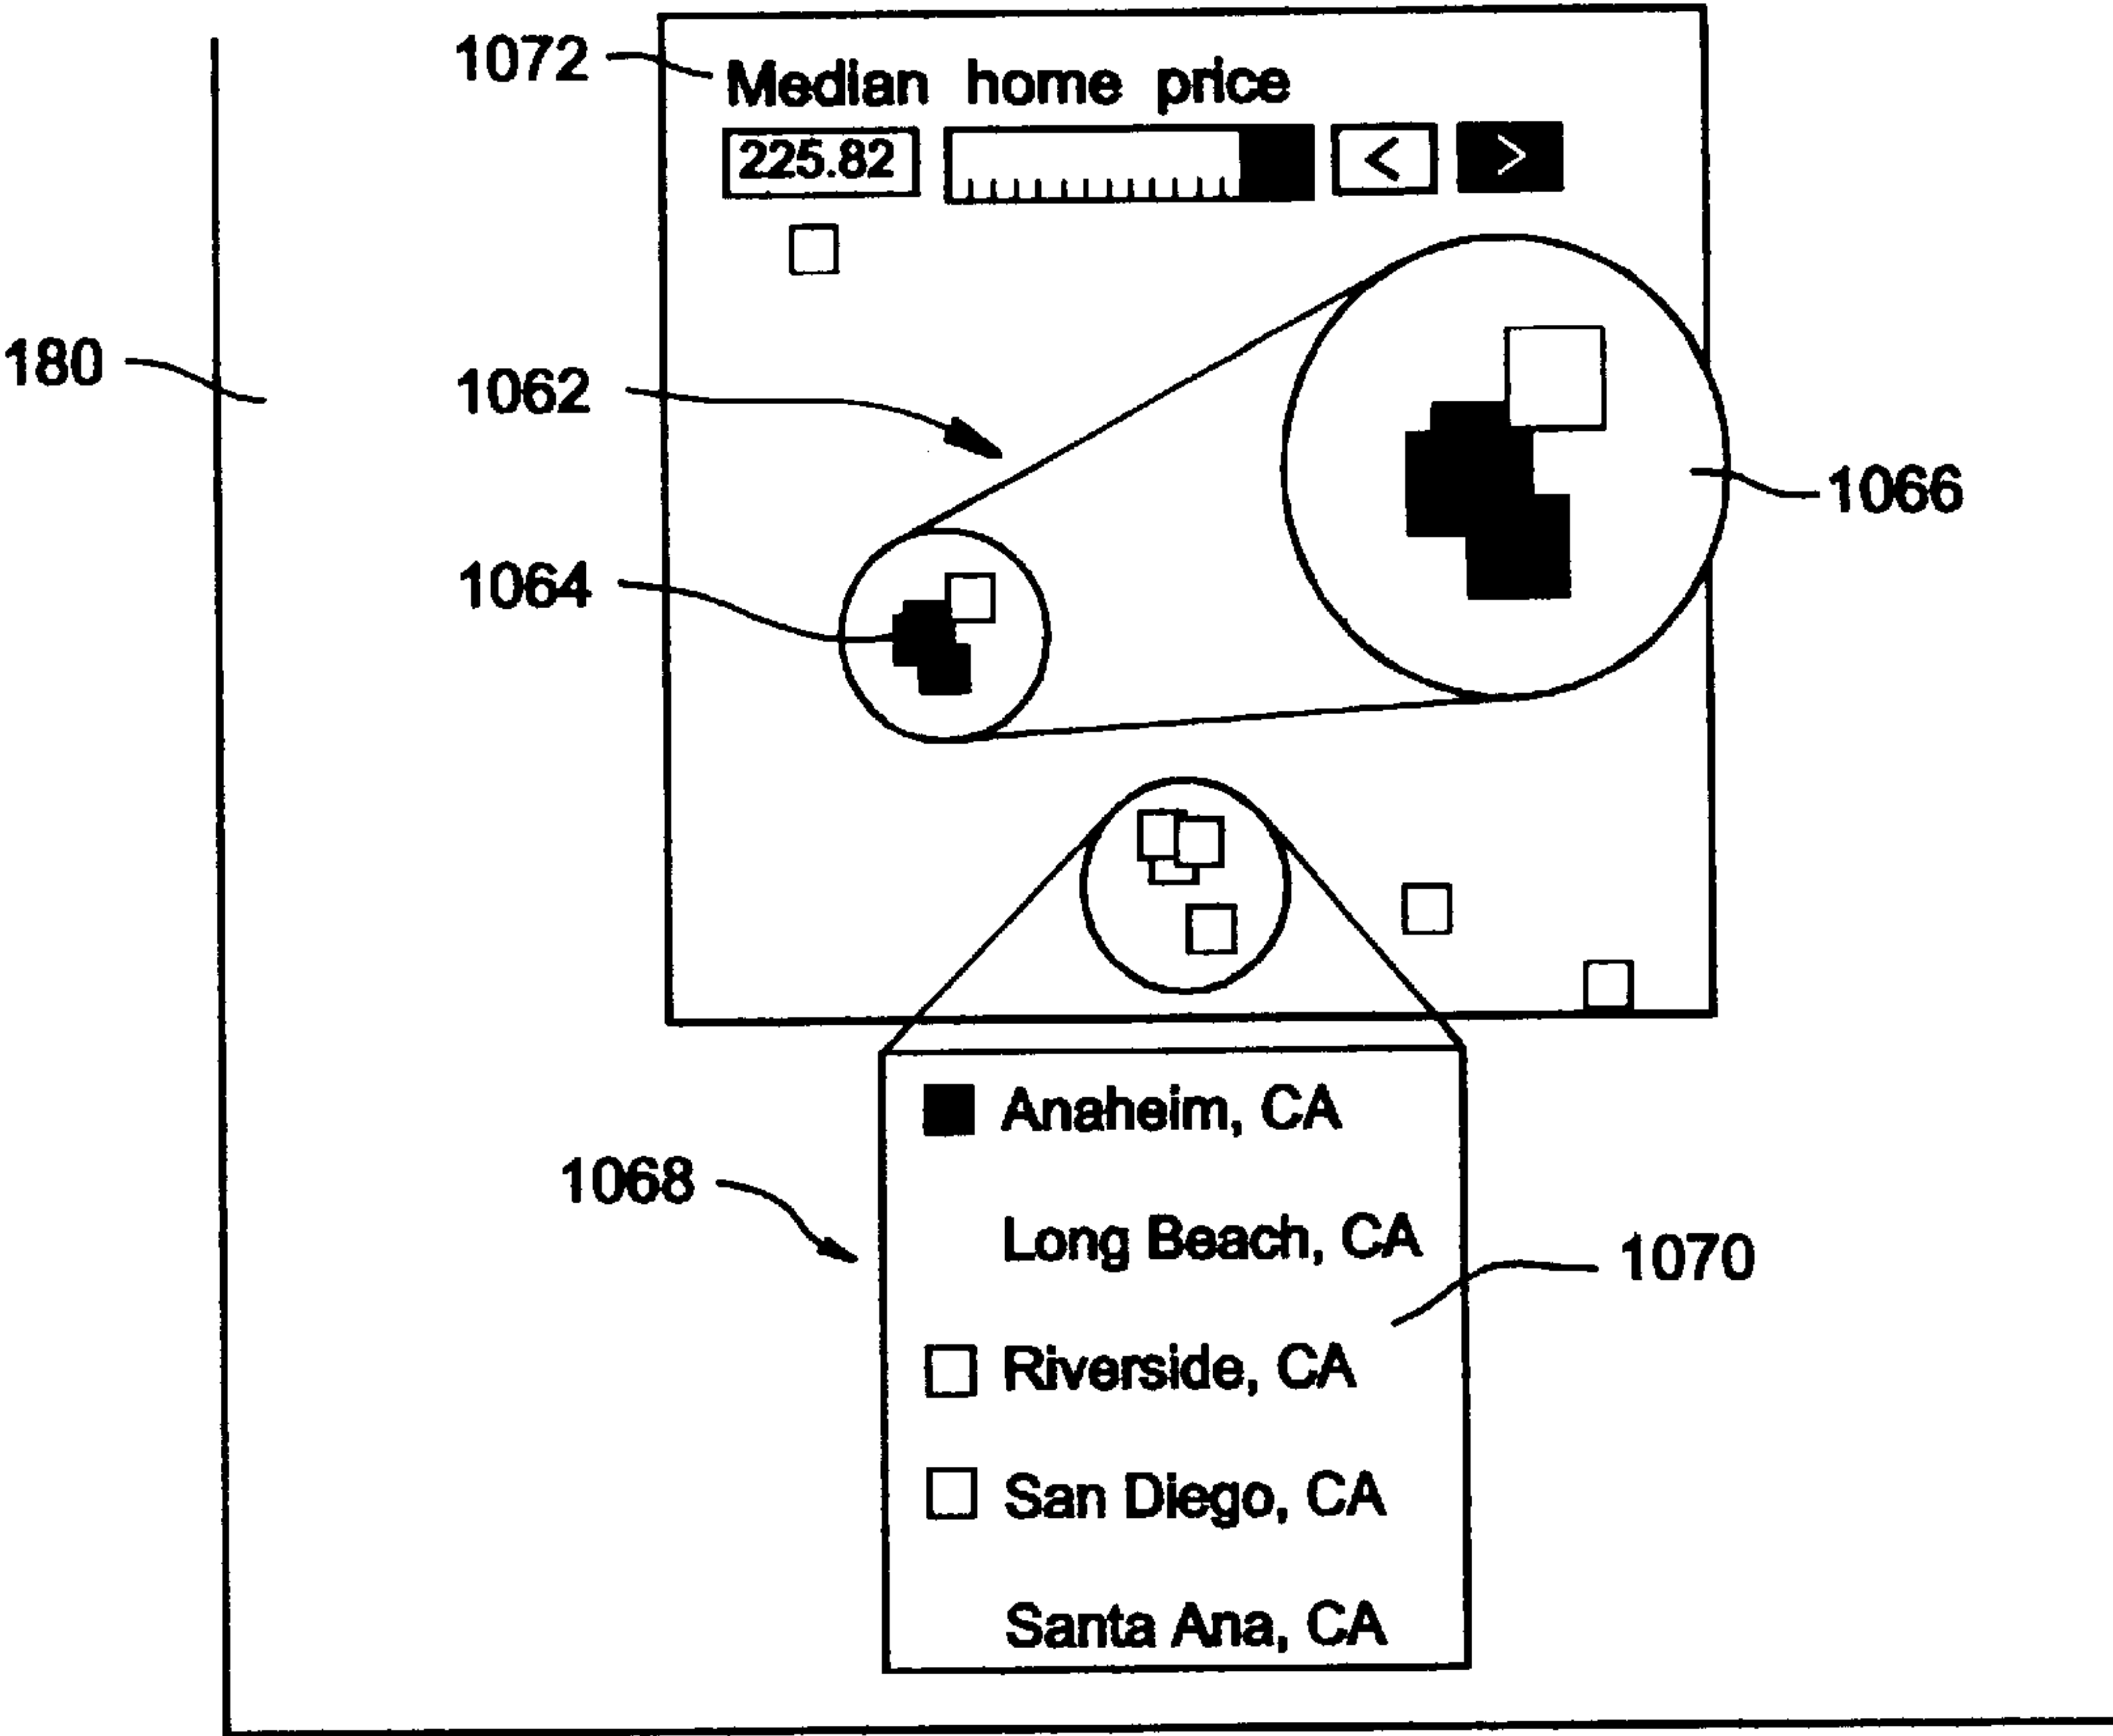 1072
Median home price
225.82 < >
180
1062
1066
1064
Anaheim, CA
1068
Long Beach, CA
1070
Riverside, CA
San Diego, CA
Santa Ana, CA